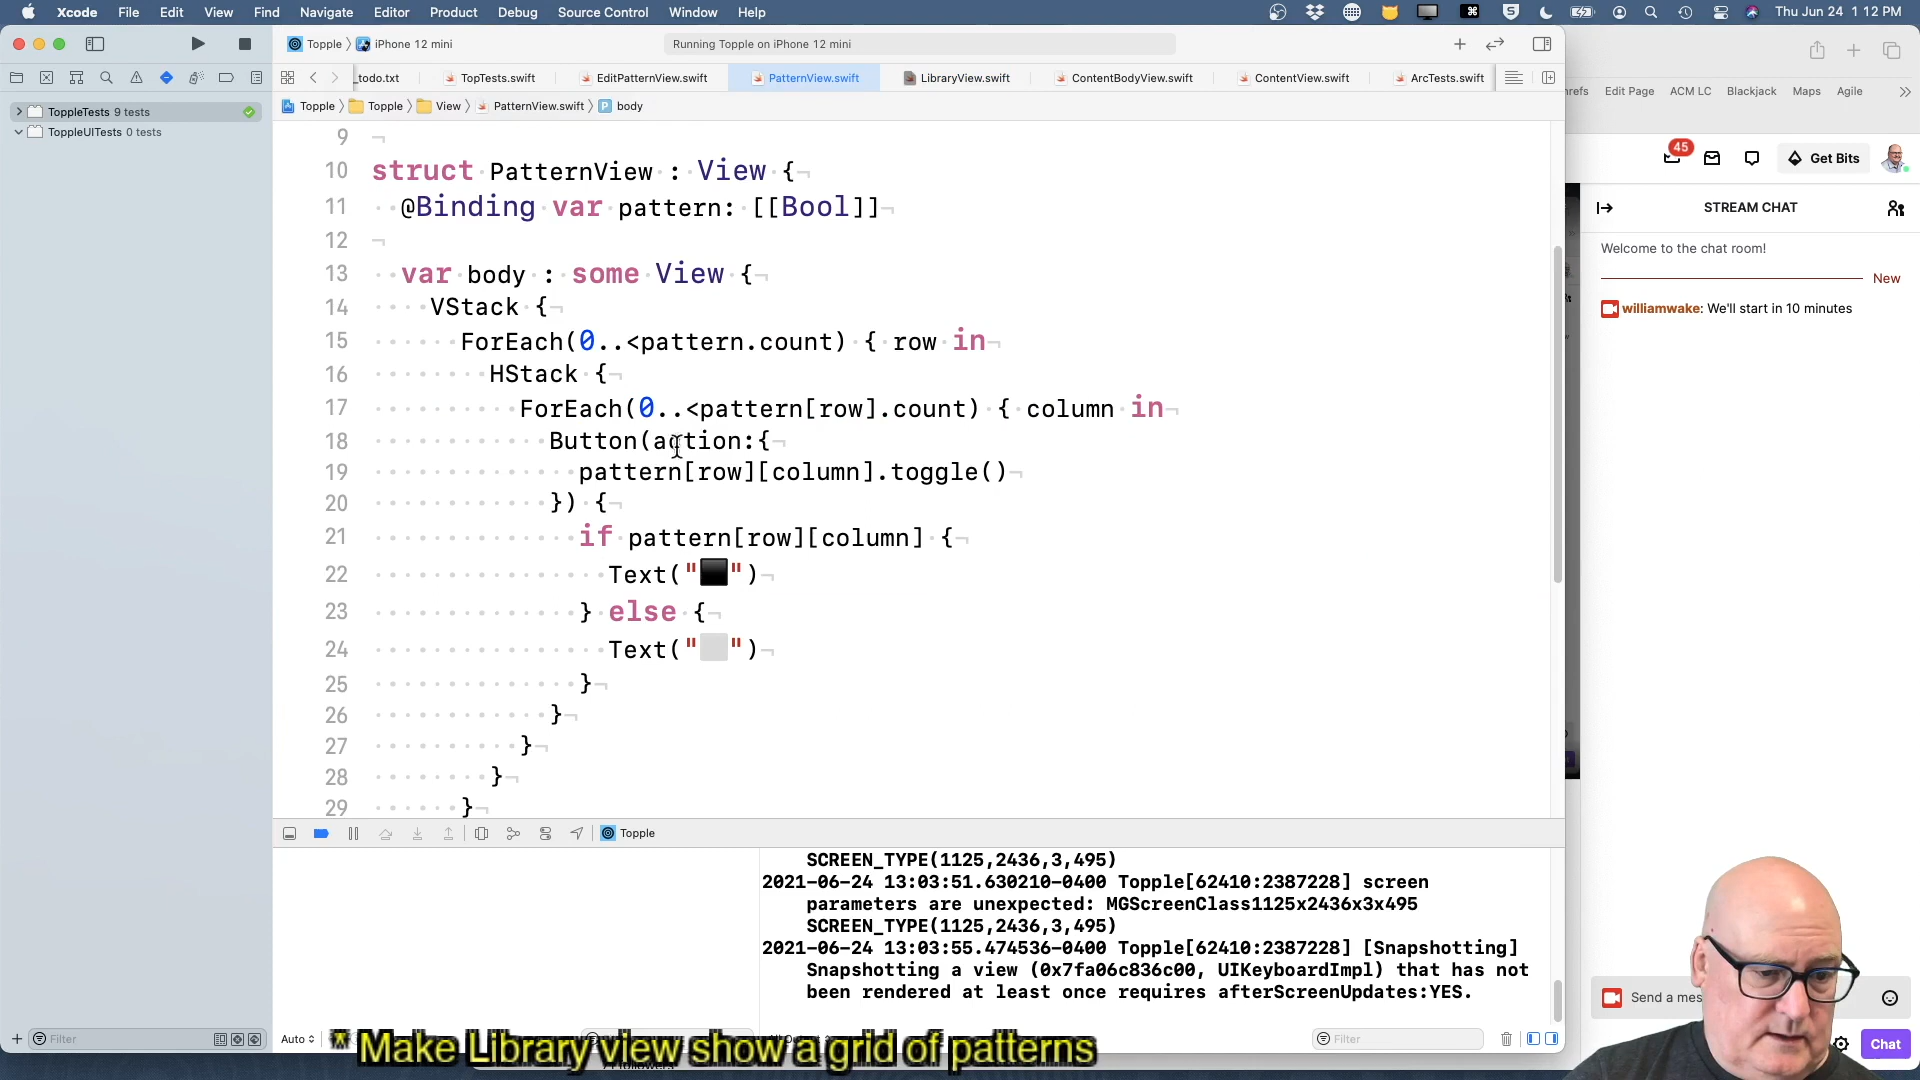 Xcode File Edit View Find Navigate Editor Product Debug Source Control Window Help Thu Jun 24 1 12 PM
Topple iPhone 12 mini Running Topple on iPhone 12 mini
_todo.txt TopTests.swift EditPatternView.swift PatternView.swift LibraryView.swift ContentBodyView.swift ContentView.swift ArcTests.swift
Edit Page ACM LC Blackjack Maps Agile
Topple Topple View PatternView.swift P body
ToppleTests 9 tests
ToppleUITests 0 tests
9
10 struct PatternView : View {
11 @Binding var pattern: [[Bool]]
12
13 var body : some View {
14 VStack {
15 ForEach(0..<pattern.count) { row in
16 HStack {
17 ForEach(0..<pattern[row].count) { column in
18 Button(action:{
19 pattern[row][column].toggle()
20 }) {
21 if pattern[row][column] {
22 Text("⬛")
23 } else {
24 Text("⬜")
25 }
26 }
27 }
28 }
29 }
Topple
SCREEN_TYPE(1125,2436,3,495)
2021-06-24 13:03:51.630210-0400 Topple[62410:2387228] screen
parameters are unexpected: MGScreenClass1125x2436x3x495
SCREEN_TYPE(1125,2436,3,495)
2021-06-24 13:03:55.474536-0400 Topple[62410:2387228] [Snapshotting]
Snapshotting a view (0x7fa06c836c00, UIKeyboardImpl) that has not
been rendered at least once requires afterScreenUpdates:YES.
Filter Auto Filter
* Make Library view show a grid of patterns
45 Get Bits
STREAM CHAT
Welcome to the chat room!
New
williamwake: We'll start in 10 minutes
Send a mes
Chat